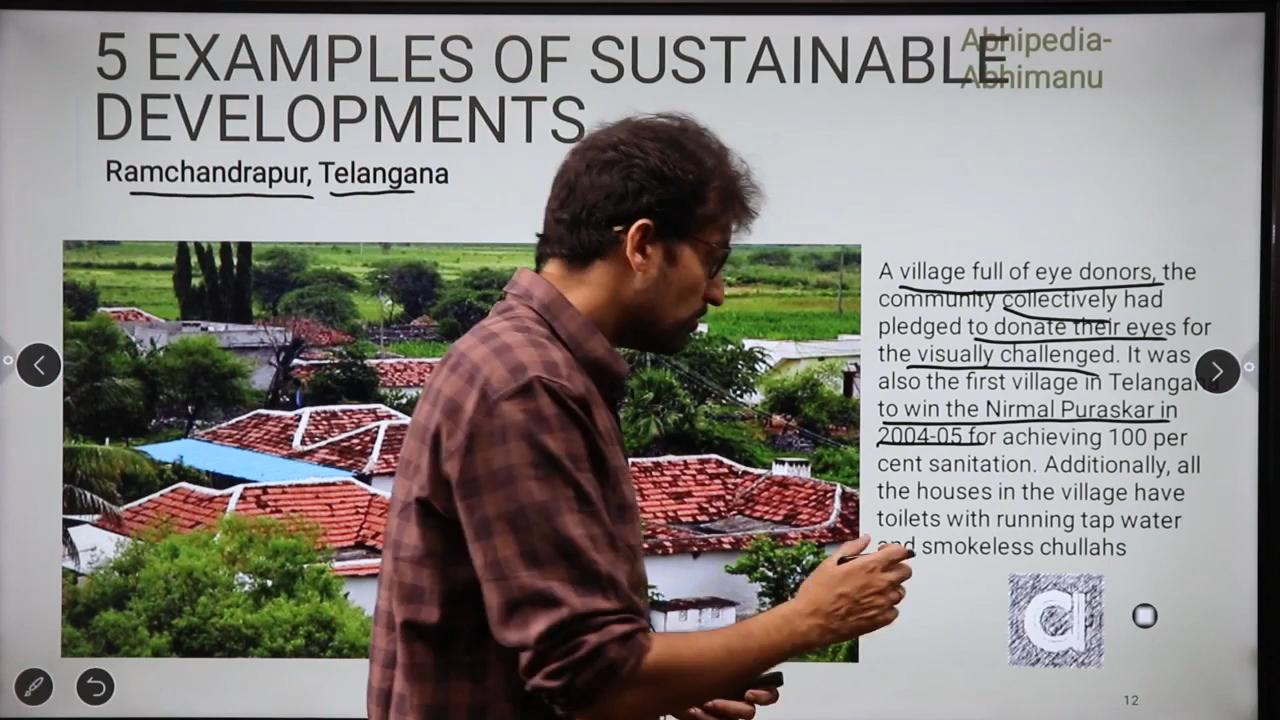 5 EXAMPLES OF SUSTAINABLE
DEVELOPMENTS
Abhipedia-
Abhimanu
Ramchandrapur, Telangana
A village full of eye donors, the
community collectively had
pledged to donate their eyes for
the visually challenged. It was
also the first village in Telangana
to win the Nirmal Puraskar in
2004-05 for achieving 100 per
cent sanitation. Additionally, all
the houses in the village have
toilets with running tap water
and smokeless chullahs
a
12